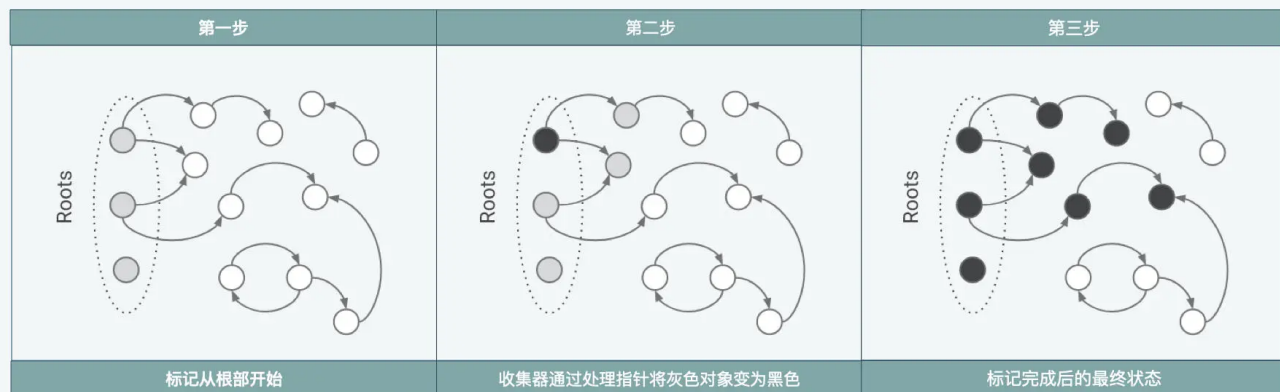 第一步
第二步
第三步
Roots
Roots
Roots
标记从根部开始
收集器通过处理指针将灰色对象变为黑色
标记完成后的最终状态